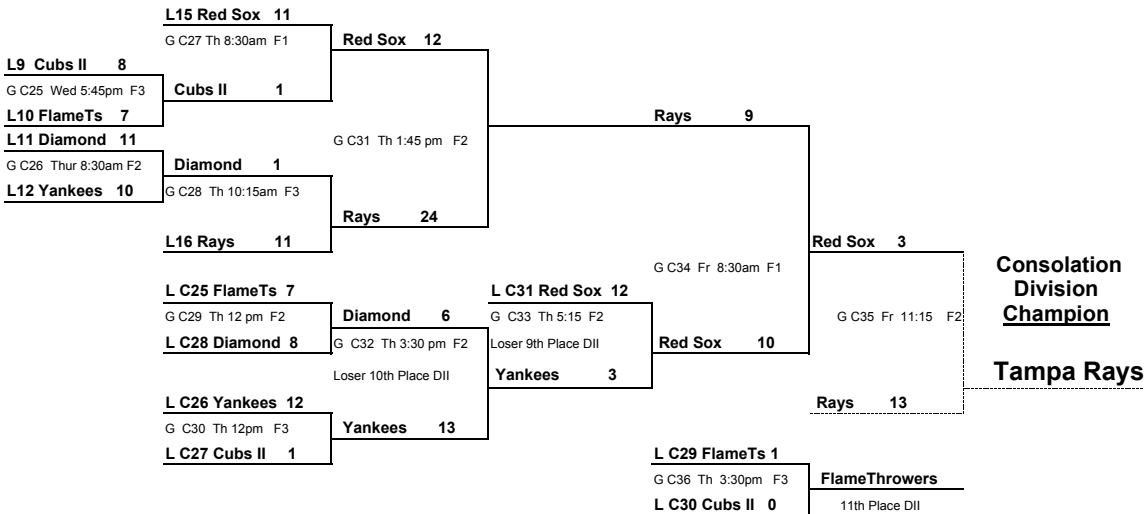 L15 Red Sox 11
G C27 Th 8:30am F1
Red Sox 12
L9 Cubs II 8
G C25 Wed 5:45pm F3
Cubs II 1
L10 FlameTs 7
Rays 9
L11 Diamond 11
G C31 Th 1:45 pm F2
G C26 Thur 8:30am F2
Diamond 1
L12 Yankees 10
G C28 Th 10:15am F3
Rays 24
L16 Rays 11
Red Sox 3
G C34 Fr 8:30am F1
Consolation
Division
Champion
L C25 FlameTs 7
L C31 Red Sox 12
G C29 Th 12 pm F2
Diamond 6
G C33 Th 5:15 F2
G C35 Fr 11:15 F2
L C28 Diamond 8
G C32 Th 3:30 pm F2
Loser 9th Place DII
Red Sox 10
Loser 10th Place DII
Yankees 3
Tampa Rays
L C26 Yankees 12
Rays 13
G C30 Th 12pm F3
Yankees 13
L C27 Cubs II 1
L C29 FlameTs 1
G C36 Th 3:30pm F3
FlameThrowers
L C30 Cubs II 0
11th Place DII